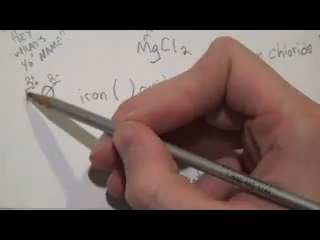 HEY
WHAT'S
YO' NAME?
MgCl₂
chloride
2+ 2-
O
iron ( )